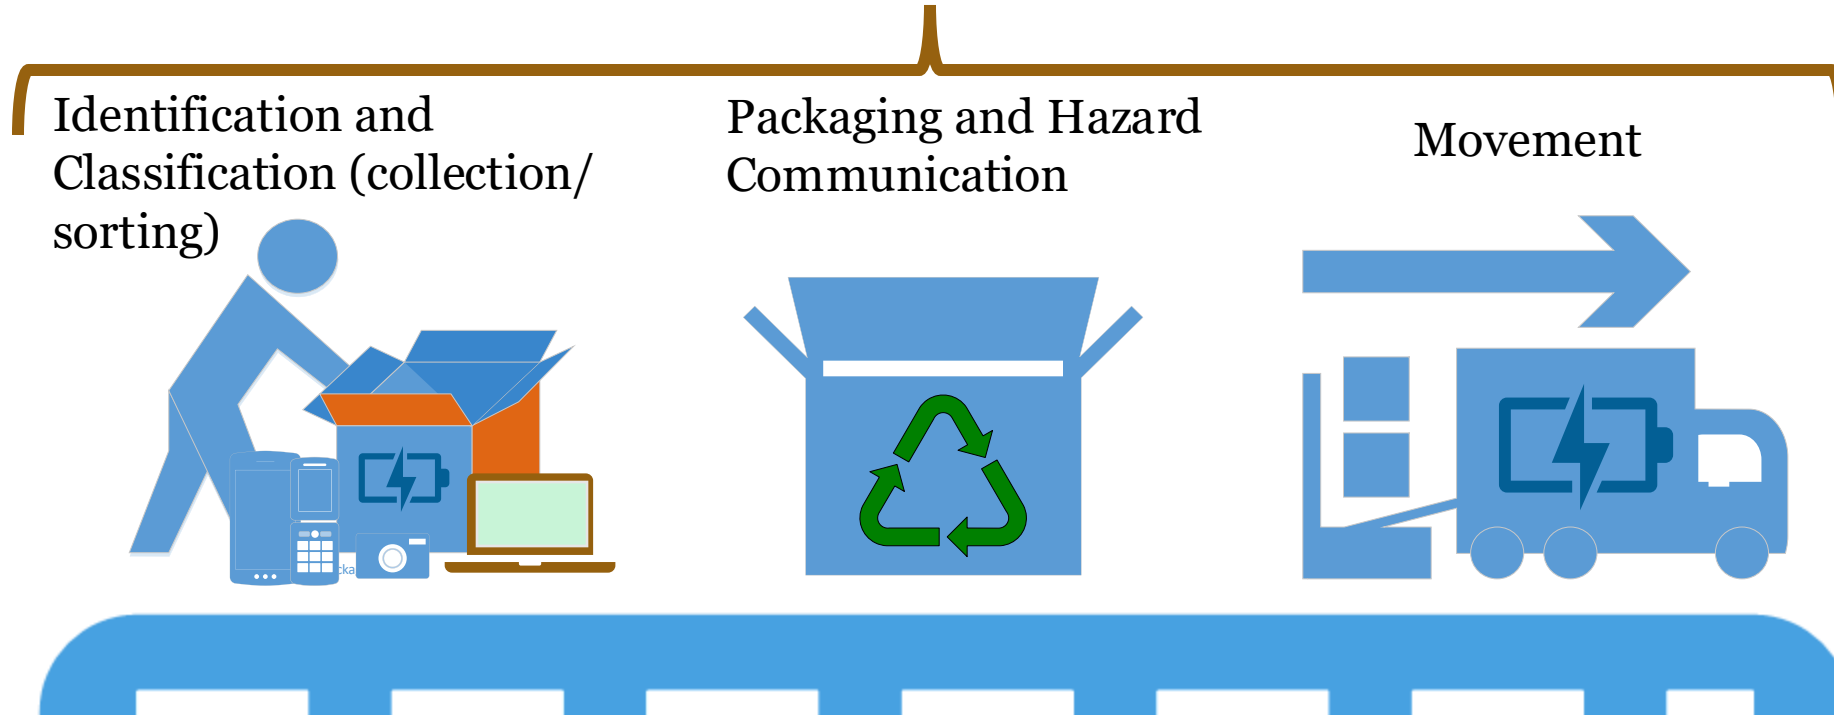 Identification and
Classification (collection/
sorting)
Packaging and Hazard
Communication
Movement